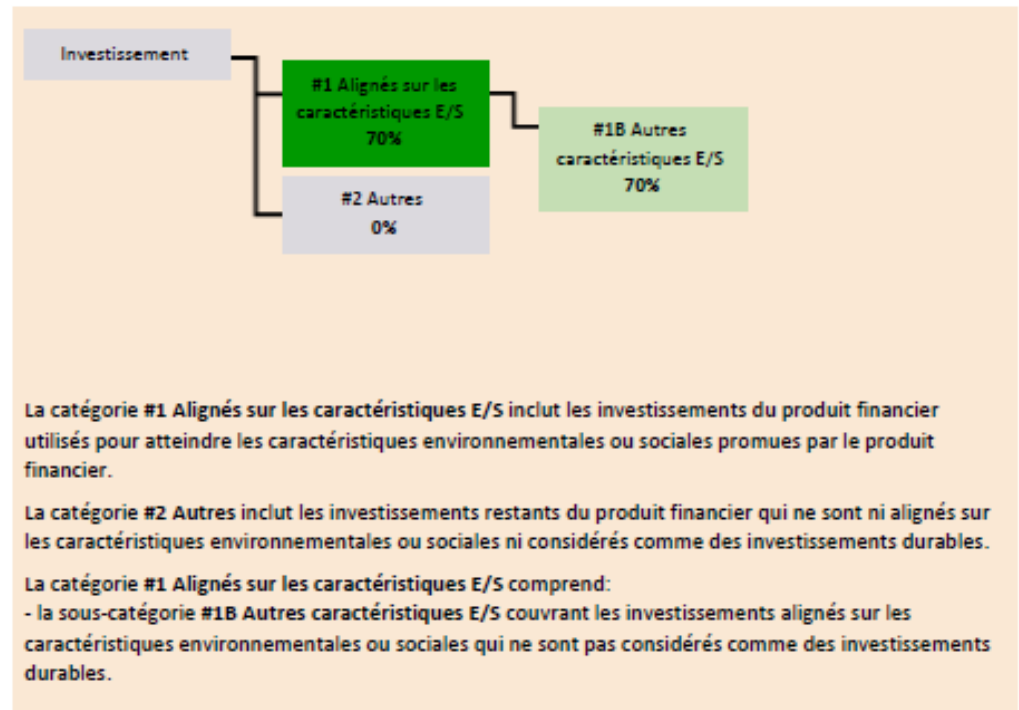 Investissement
#1 Alignés sur les
caractéristiques E/S
70%
#1B Autres
caractéristiques E/S
70%
#2 Autres
0%
La catégorie #1 Alignés sur les caractéristiques E/S inclut les investissements du produit financier
utilisés pour atteindre les caractéristiques environnementales ou sociales promues par le produit
financier.
La catégorie #2 Autres inclut les investissements restants du produit financier qui ne sont ni alignés sur
les caractéristiques environnementales ou sociales ni considérés comme des investissements durables.
La catégorie #1 Alignés sur les caractéristiques E/S comprend:
- la sous-catégorie #1B Autres caractéristiques E/S couvrant les investissements alignés sur les
caractéristiques environnementales ou sociales qui ne sont pas considérés comme des investissements
durables.